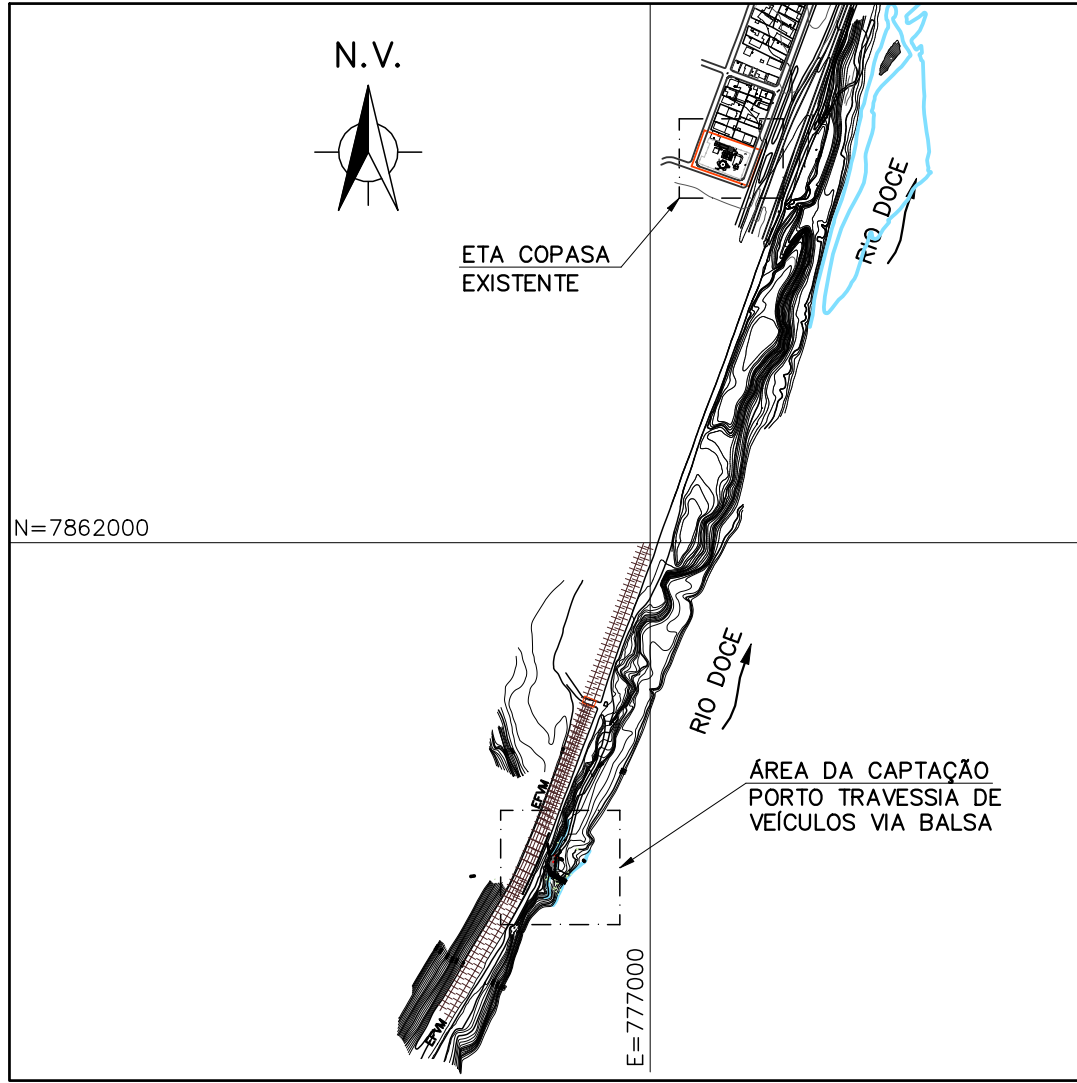 N.V.
RIO DOCE
ETA COPASA
EXISTENTE
N=7862000
RIO DOCE
ÁREA DA CAPTAÇÃO
PORTO TRAVESSIA DE
VEÍCULOS VIA BALSA
EFVM
E=777000
EFVM